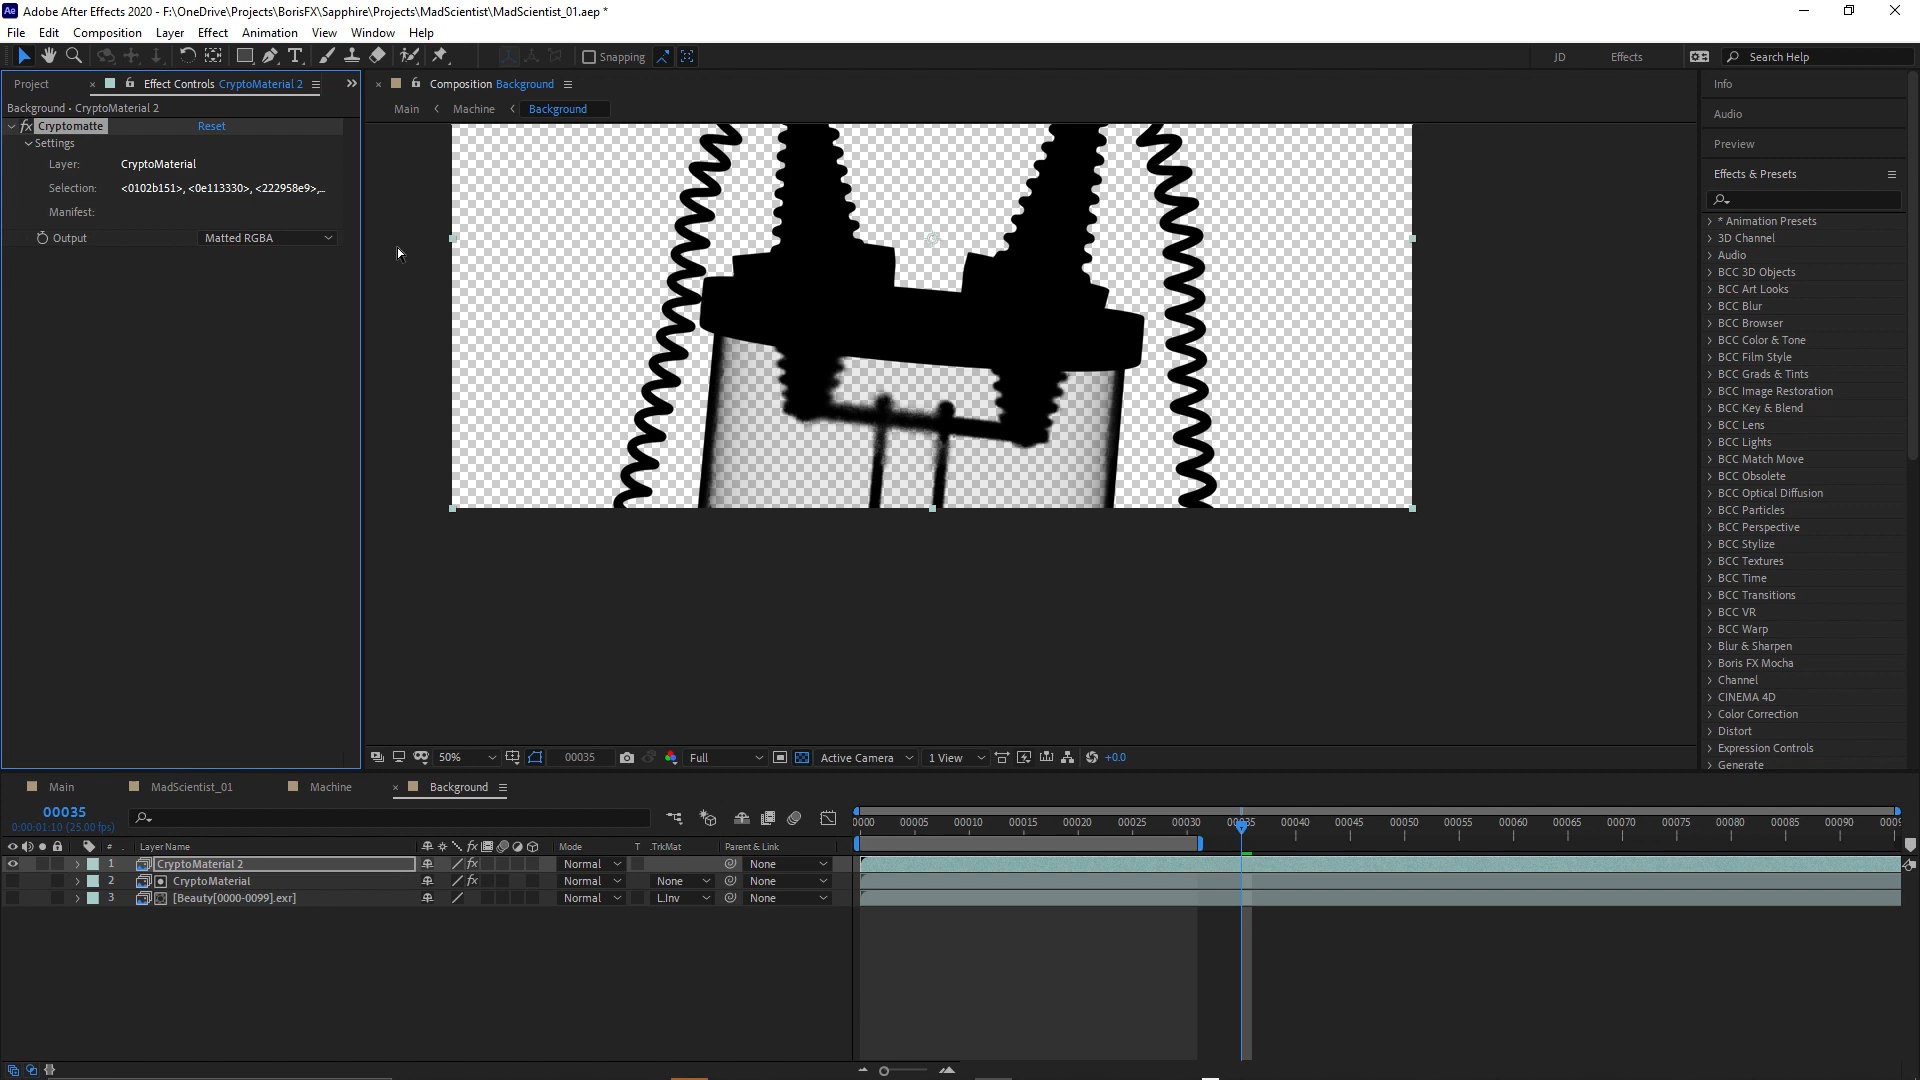 Ae Adobe After Effects 2020 - F:\OneDrive\Projects\BorisFX\Sapphire\Projects\MadScientist\MadScientist_01.aep *
File Edit Composition Layer Effect Animation View Window Help
Snapping JD Effects Search Help
Project Effect Controls CryptoMaterial 2
Composition Background
Info
Background • CryptoMaterial 2
Main Machine Background
Audio
fx Cryptomatte Reset
Preview
Settings
Layer: CryptoMaterial
Effects & Presets
Selection: <0102b151>, <0e113330>, <222958e9>,...
Manifest:
* Animation Presets
Output Matted RGBA
3D Channel
Audio
BCC 3D Objects
BCC Art Looks
BCC Blur
BCC Browser
BCC Color & Tone
BCC Film Style
BCC Grads & Tints
BCC Image Restoration
BCC Key & Blend
BCC Lens
BCC Lights
BCC Match Move
BCC Obsolete
BCC Optical Diffusion
BCC Particles
BCC Perspective
BCC Stylize
BCC Textures
BCC Time
BCC Transitions
BCC VR
BCC Warp
Blur & Sharpen
Boris FX Mocha
Channel
CINEMA 4D
Color Correction
Distort
Expression Controls
Generate
50% 00035 Full Active Camera 1 View +0.0
Main MadScientist_01 Machine Background
00035
0:00:01:10 (25.00 fps)
0000 00005 00010 00015 00020 00025 00030 00035 00040 00045 00050 00055 00060 00065 00070 00075 00080 00085 00090
# Layer Name fx Mode T .TrkMat Parent & Link
1 CryptoMaterial 2 fx Normal None
2 CryptoMaterial fx Normal None None
3 [Beauty[0000-0099].exr] Normal L.Inv None